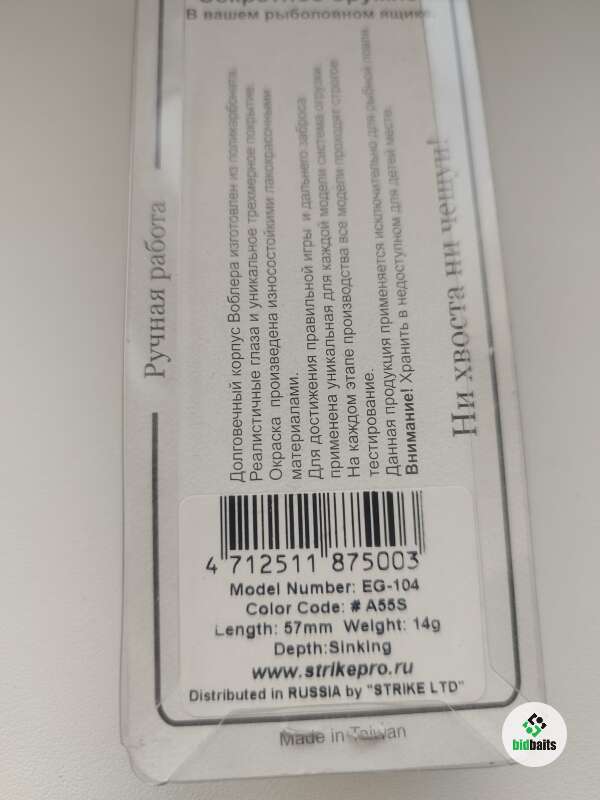 В вашем рыболовном ящике.
Ручная работа
Долговечный корпус Воблера изготовлен из поликарбоната.
Реалистичные глаза и уникальное трехмерное покрытие.
Окраска произведена износостойкими лакокрасочными
материалами.
Для достижения правильной игры и дальнего заброса
применена уникальная для каждой модели система огрузки.
На каждом этапе производства все модели проходят строгое
тестирование.
Данная продукция применяется исключительно для рыбной ловли.
Внимание! Хранить в недоступном для детей месте.
Ни хвоста ни чешуи!
4 712511 875003
Model Number: EG-104
Color Code: # A55S
Length: 57mm Weight: 14g
Depth:Sinking
www.strikepro.ru
Distributed in RUSSIA by "STRIKE LTD"
Made in Taiwan
bidbaits